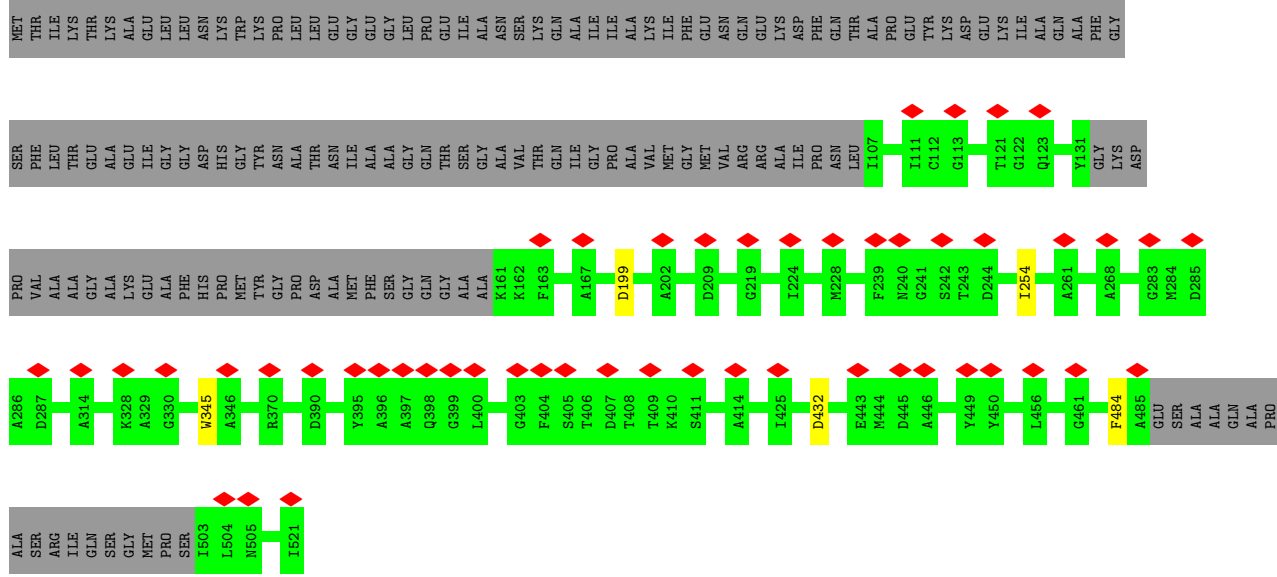 MET THR ILE LYS THR LYS ALA GLU LEU LEU ASN LYS TRP LYS PRO LEU LEU GLU GLY GLU GLY LEU PRO GLU ILE ALA ASN SER LYS GLN ALA ILE ILE ALA LYS ILE PHE GLU ASN GLN GLU LYS ASP PHE GLN THR ALA PRO GLU TYR LYS ASP GLU LYS ILE ALA GLN ALA PHE GLY
SER PHE LEU THR GLU ALA GLU ILE GLY GLY ASP HIS GLY TYR ASN ALA THR ASN ILE ALA ALA GLY GLN THR SER GLY ALA VAL THR GLN ILE GLY PRO ALA VAL MET GLY MET VAL ARG ARG ALA ILE PRO ASN LEU I107 I111 C112 G113 T121 G122 Q123 Y131 GLY LYS ASP
PRO VAL ALA ALA GLY ALA LYS GLU ALA PHE HIS PRO MET TYR GLY PRO ASP ALA MET PHE SER GLY GLN GLY ALA ALA K161 K162 F163 A167 D199 A202 D209 G219 I224 M228 F239 N240 G241 S242 T243 D244 I254 A261 A268 G283 M284 D285
A286 D287 A314 K328 A329 G330 W345 A346 R370 D390 Y395 A396 A397 Q398 G399 L400 G403 F404 S405 T406 D407 T408 T409 K410 S411 A414 I425 D432 E443 M444 D445 A446 Y449 Y450 L456 G461 F484 A485 GLU SER ALA ALA GLN ALA PRO
ALA SER ARG ILE GLN SER GLY MET PRO SER I503 L504 N505 I521